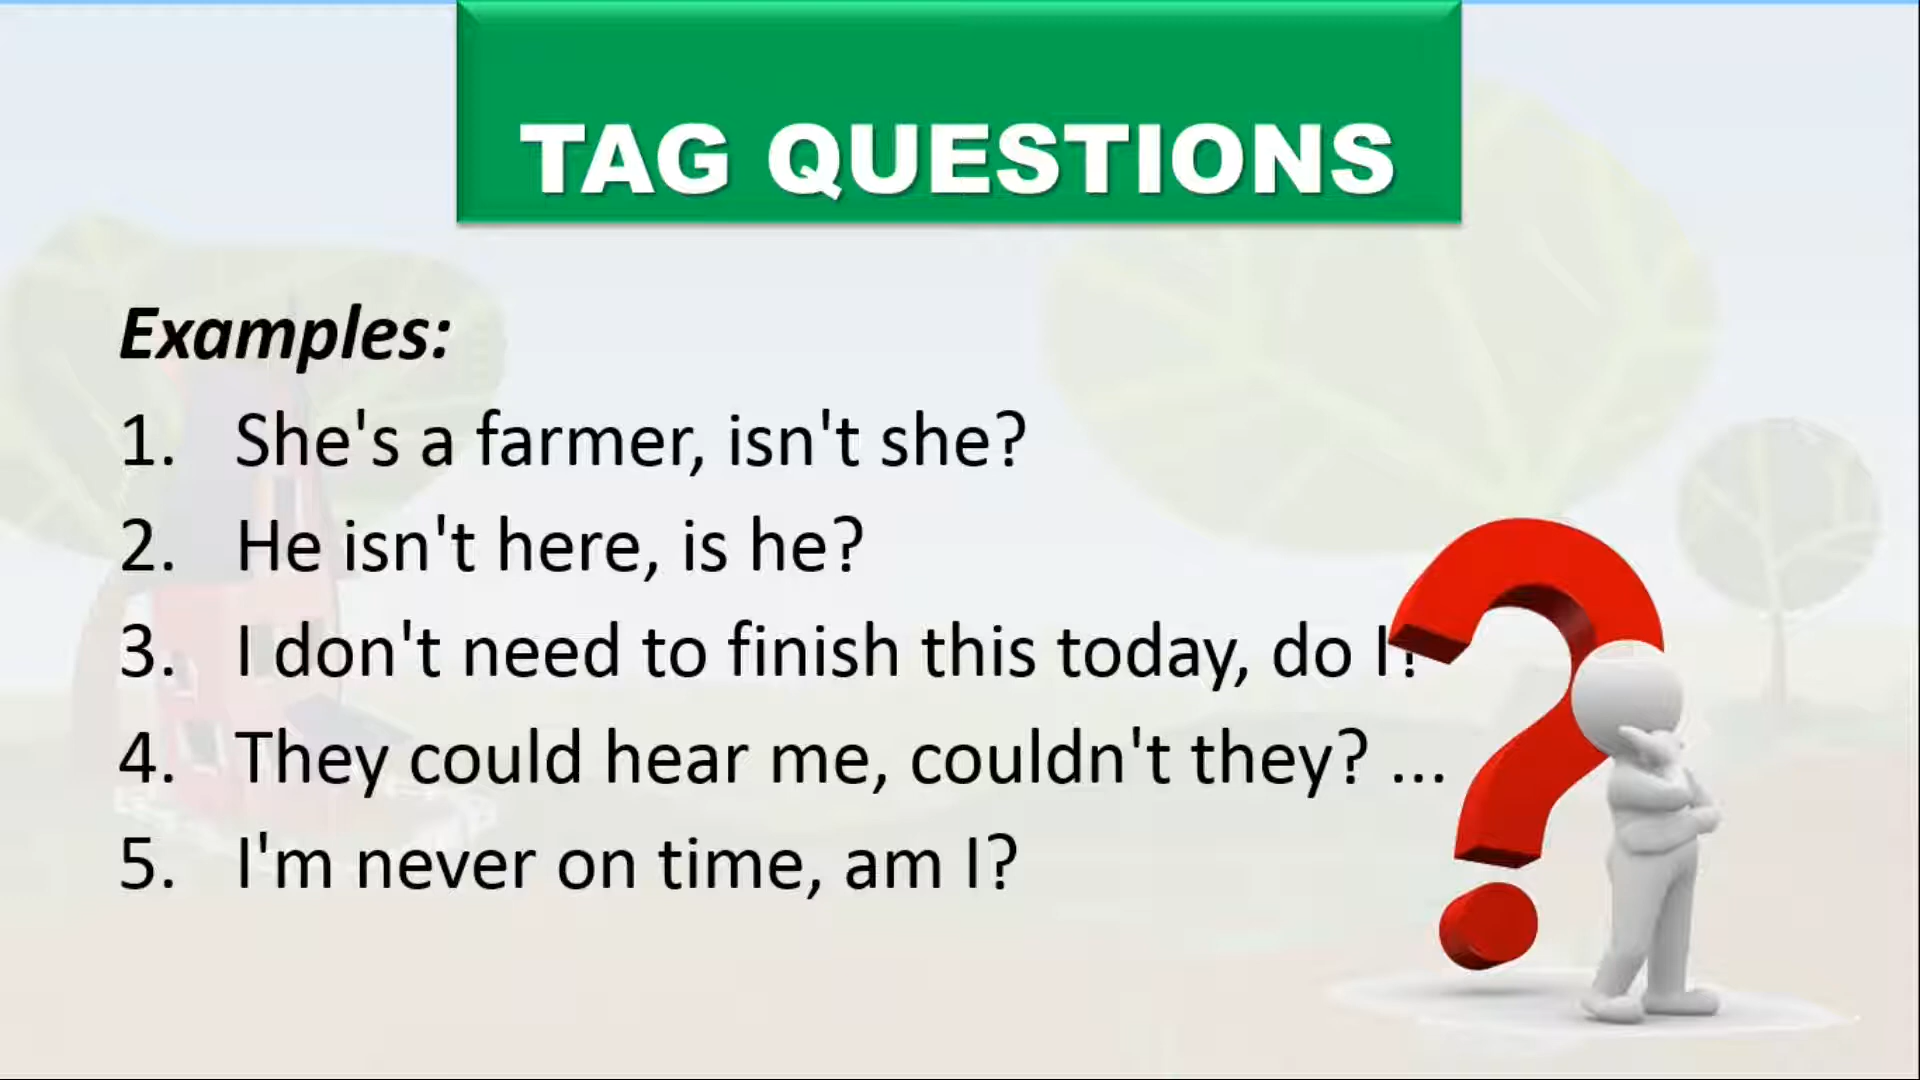 TAG QUESTIONS
Examples:
1. She's a farmer, isn't she?
2. He isn't here, is he?
3. I don't need to finish this today, do I?
4. They could hear me, couldn't they? ...
5. I'm never on time, am I?